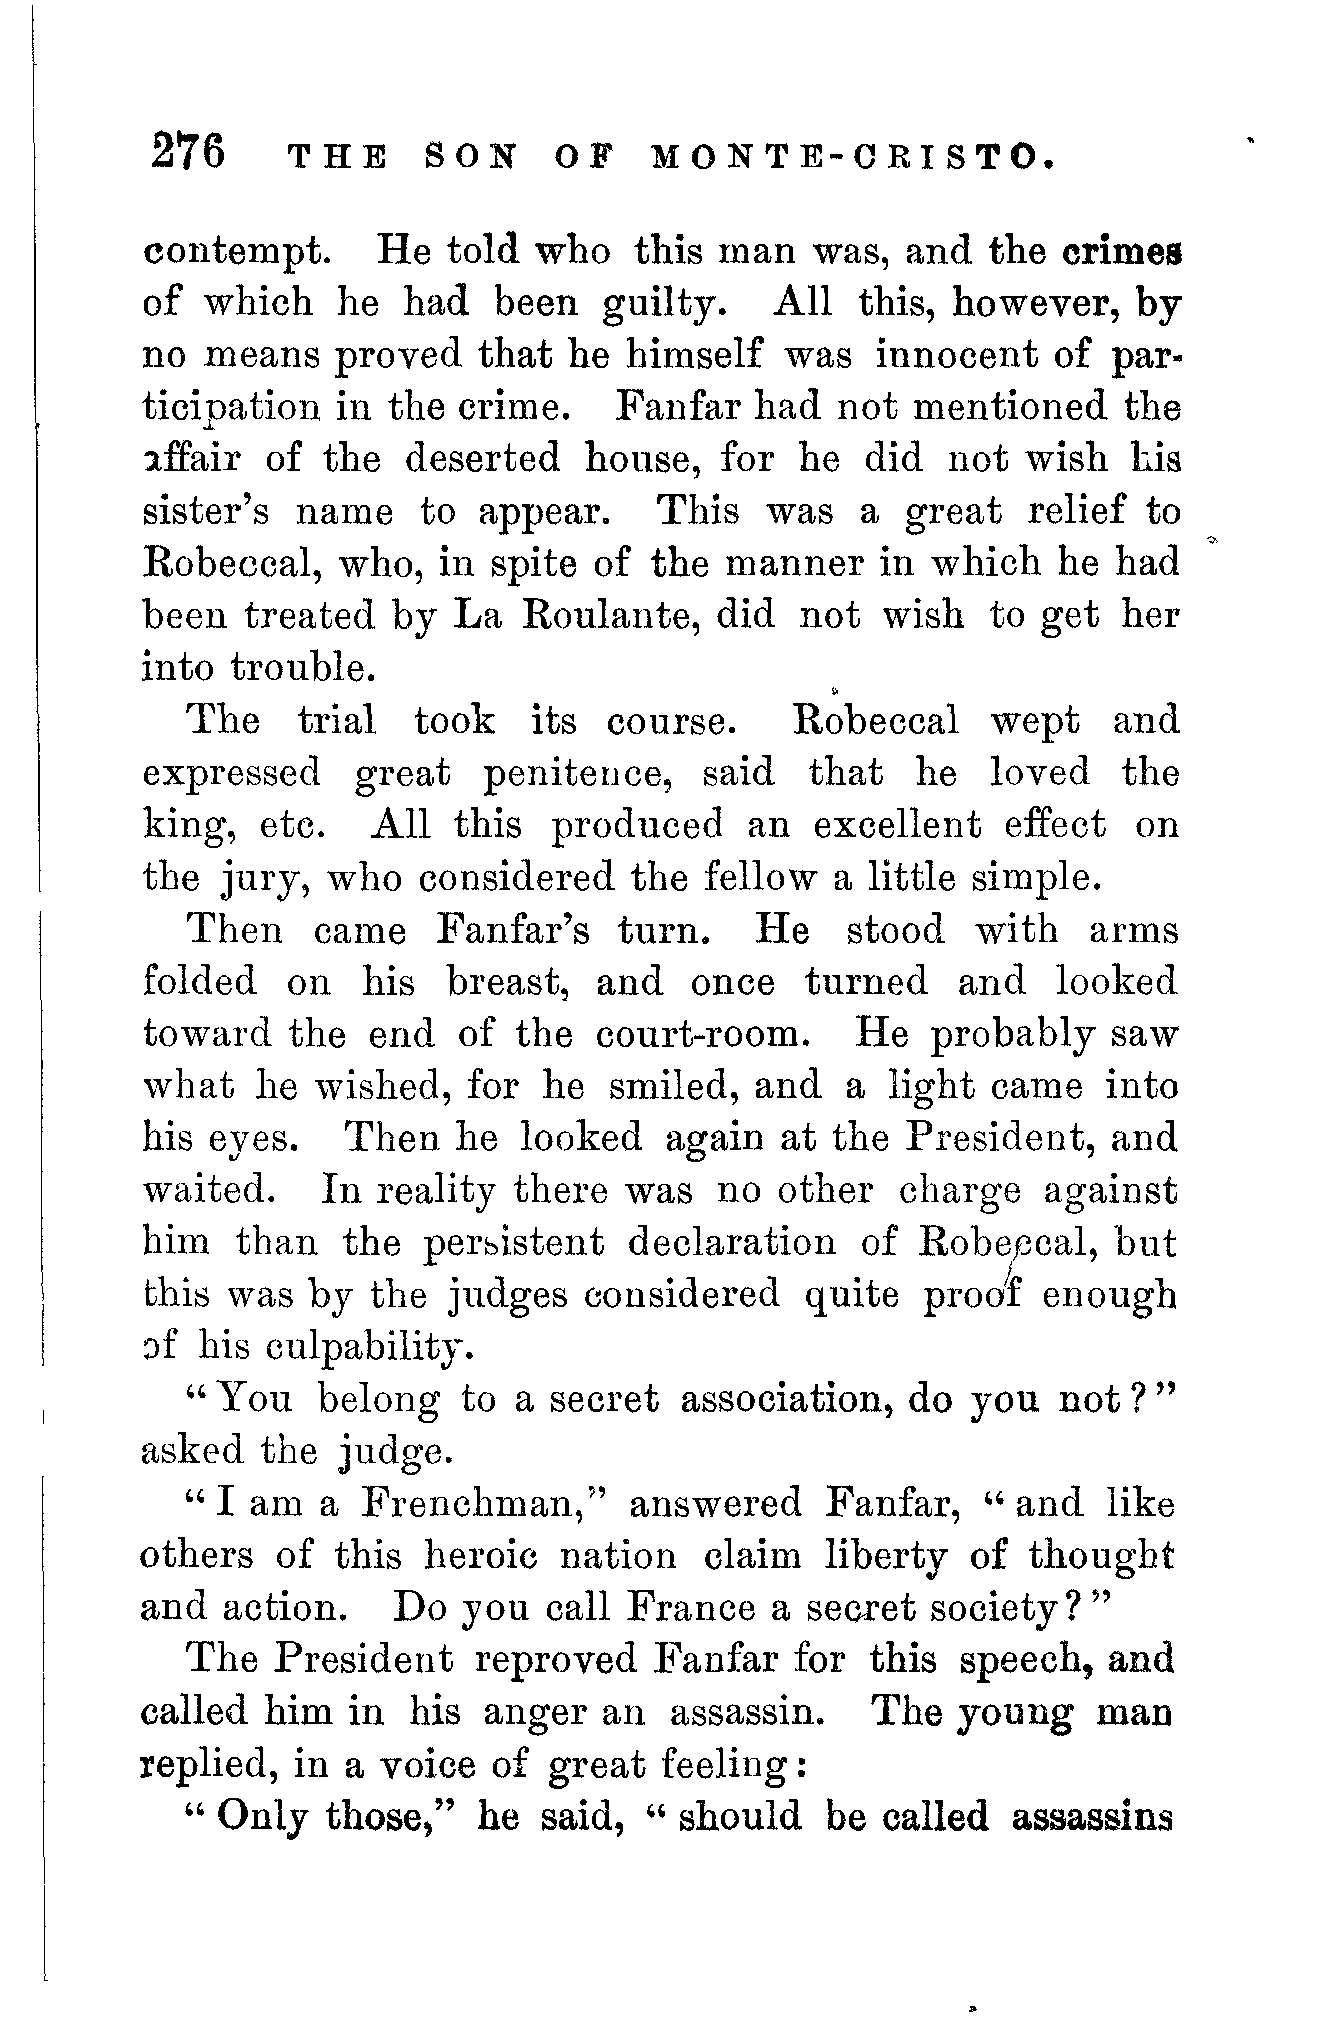 276 THE SON OF MONTE-CRISTO.
contempt. He told who this man was, and the crimes
of which he had been guilty. All this, however, by
no means proved that he himself was innocent of par-
ticipation in the crime. Fanfar had not mentioned the
affair of the deserted house, for he did not wish his
sister's name to appear. This was a great relief to
Robeccal, who, in spite of the manner in which he had
been treated by La Roulante, did not wish to get her
into trouble.
The trial took its course. Robeccal wept and
expressed great penitence, said that he loved the
king, etc. All this produced an excellent effect on
the jury, who considered the fellow a little simple.
Then came Fanfar's turn. He stood with arms
folded on his breast, and once turned and looked
toward the end of the court-room. He probably saw
what he wished, for he smiled, and a light came into
his eyes. Then he looked again at the President, and
waited. In reality there was no other charge against
him than the persistent declaration of Robeccal, but
this was by the judges considered quite proof enough
of his culpability.
"You belong to a secret association, do you not?"
asked the judge.
"I am a Frenchman," answered Fanfar, "and like
others of this heroic nation claim liberty of thought
and action. Do you call France a secret society?"
The President reproved Fanfar for this speech, and
called him in his anger an assassin. The young man
replied, in a voice of great feeling:
"Only those," he said, "should be called assassins